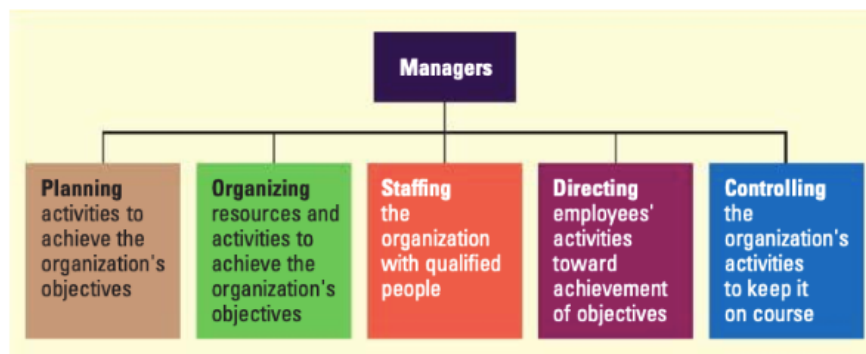 Managers
Planning
activities to
achieve the
organization's
objectives
Organizing
resources and
activities to
achieve the
organization's
objectives
Staffing
the
organization
with qualified
people
Directing
employees'
activities
toward
achievement
of objectives
Controlling
the
organization's
activities
to keep it
on course